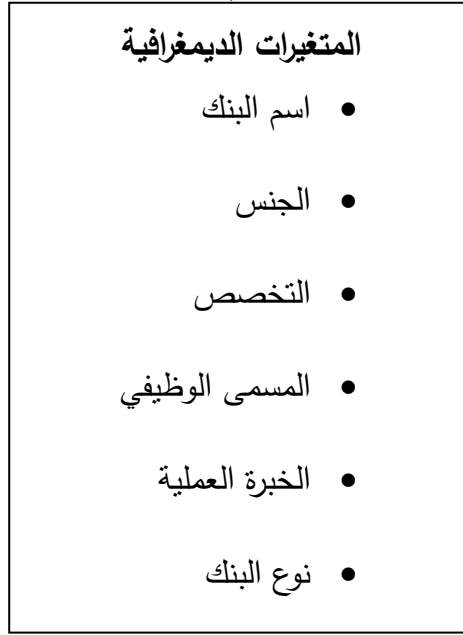 المتغيرات الديمغرافية
• اسم البنك
• الجنس
• التخصص
• المسمى الوظيفي
• الخبرة العملية
• نوع البنك